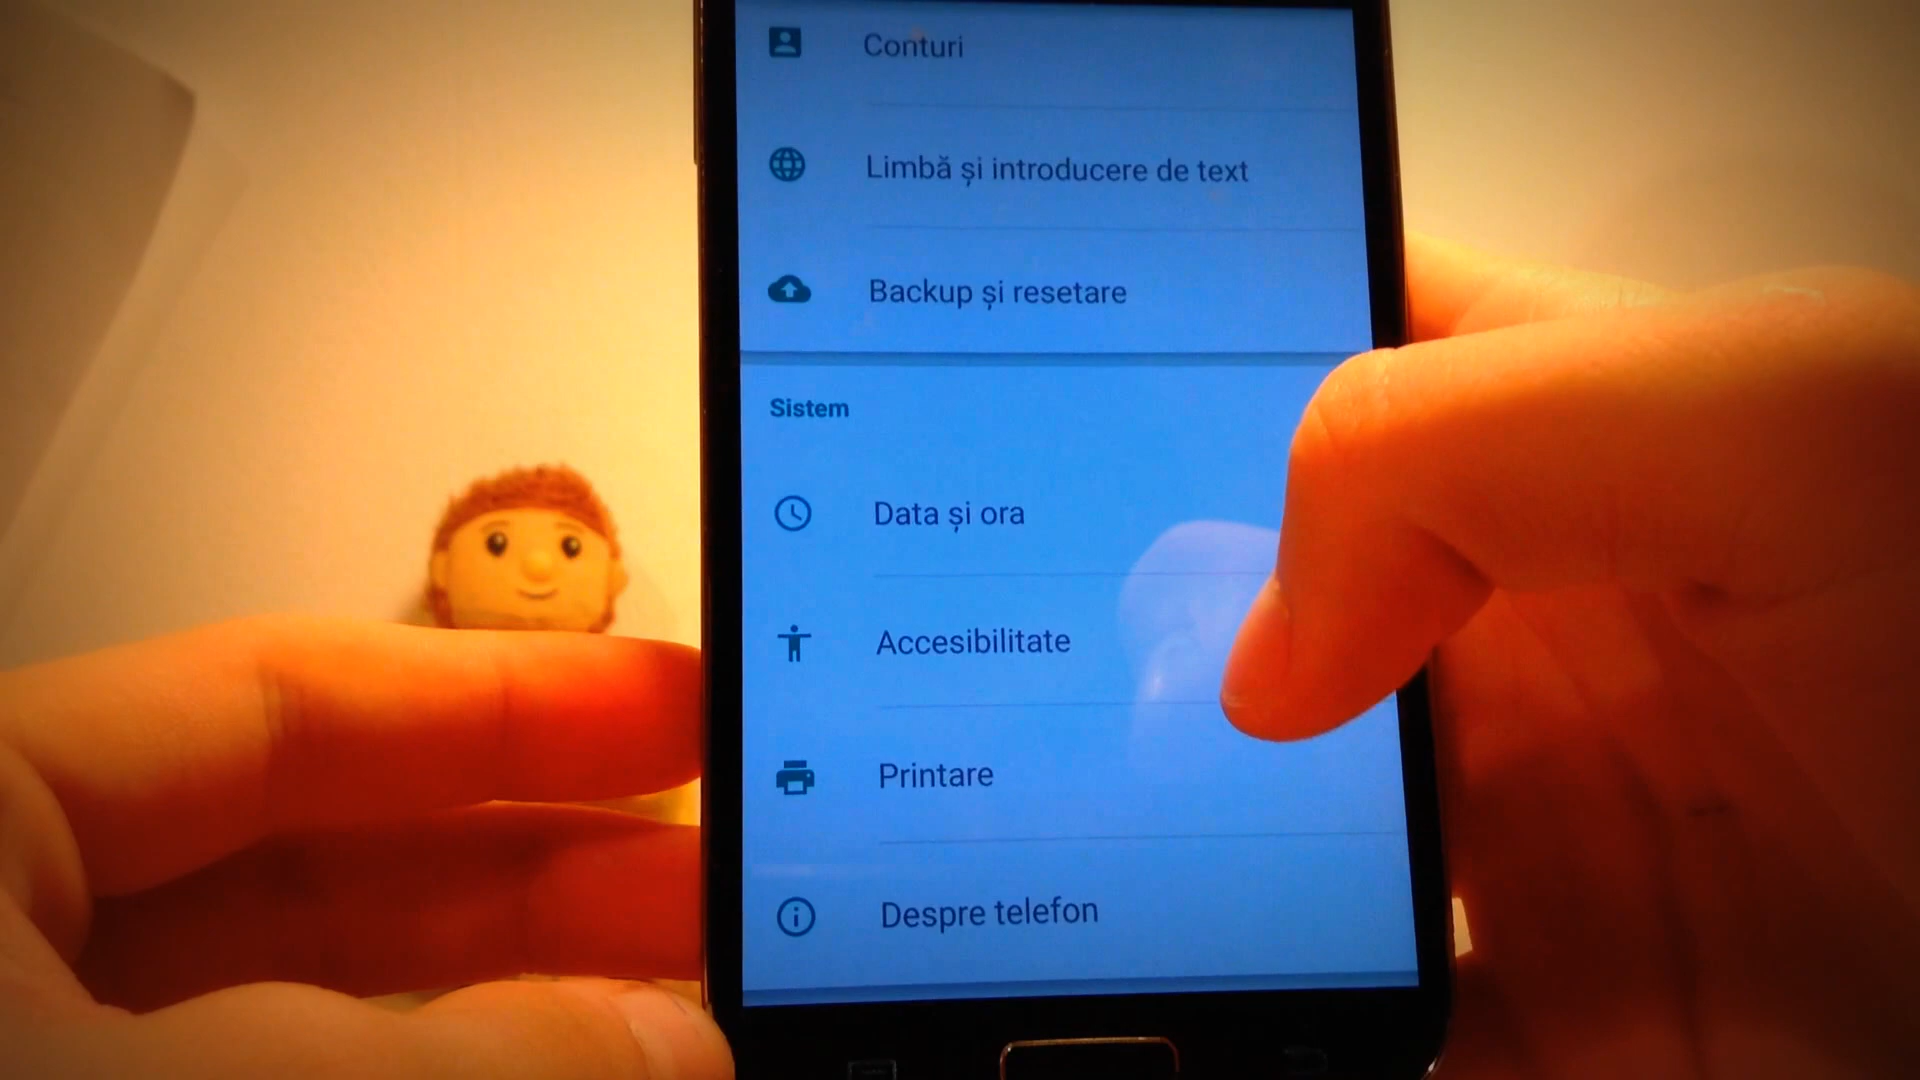 Conturi
Limbă și introducere de text
Backup și resetare
Sistem
Data și ora
Accesibilitate
Printare
Despre telefon